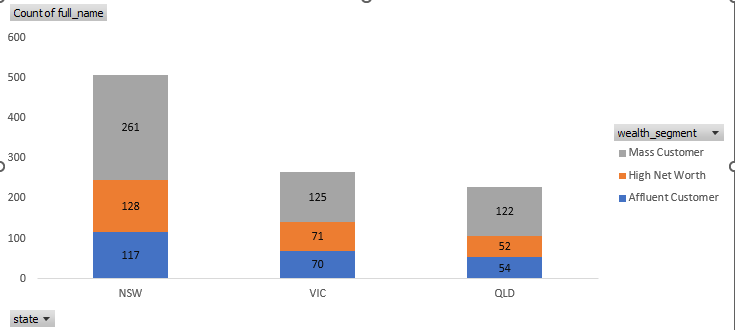 Count of full_name
600
500
400
300
200
100
0
261
128
117
125
71
70
122
52
54
NSW
VIC
QLD
wealth_segment
Mass Customer
High Net Worth
Affluent Customer
state